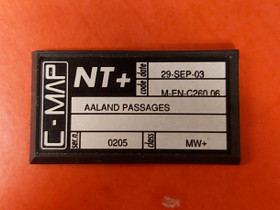 C-MAP
NT+
date 29-SEP-03
code M-EN-C260.06
AALAND PASSAGES
ser.n. 0205 class MW+